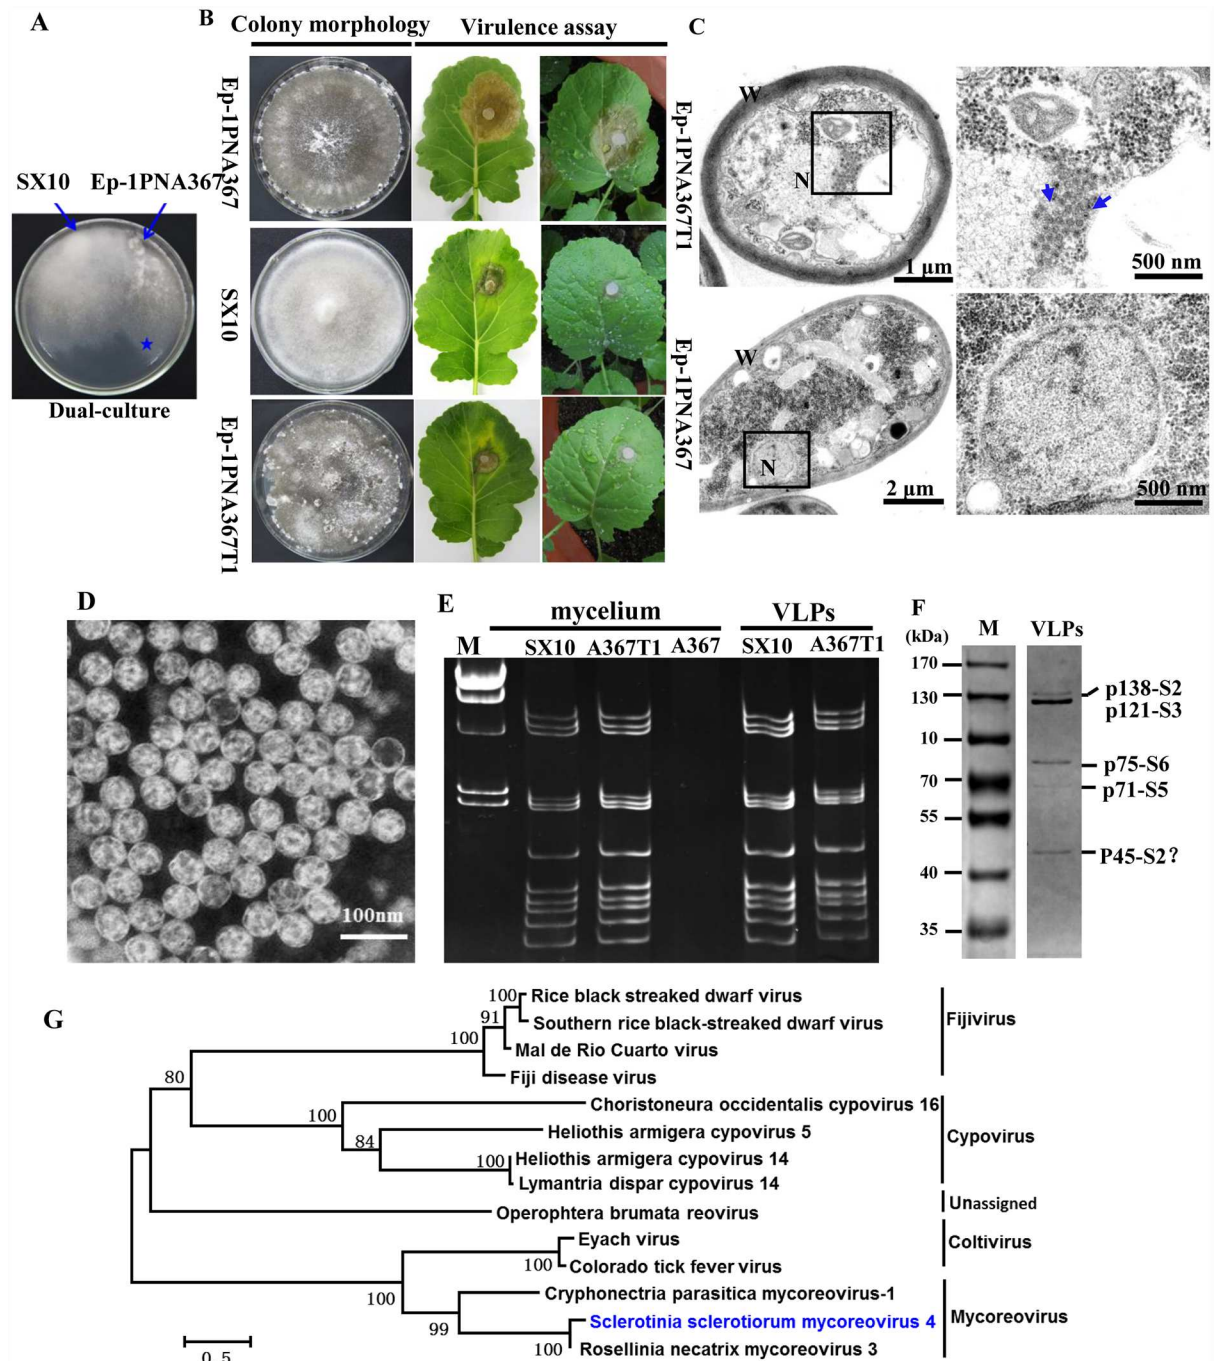 A
SX10
Ep-1PNA367
Dual-culture
B
Colony morphology
Virulence assay
Ep-1PNA367
SX10
Ep-1PNA367T1
C
Ep-1PNA367T1
W
N
1 μm
500 nm
Ep-1PNA367
W
N
2 μm
500 nm
D
100nm
E
mycelium
VLPs
M
SX10
A367T1
A367
SX10
A367T1
F
(kDa)
M
VLPs
170
130
10
70
55
40
35
p138-S2
p121-S3
p75-S6
p71-S5
P45-S2?
G
100
Rice black streaked dwarf virus
91
Southern rice black-streaked dwarf virus
100
Mal de Rio Cuarto virus
Fiji disease virus
Fijivirus
80
Choristoneura occidentalis cypovirus 16
100
Heliothis armigera cypovirus 5
84
Heliothis armigera cypovirus 14
100
Lymantria dispar cypovirus 14
Cypovirus
Operophtera brumata reovirus
Unassigned
Eyach virus
100
Colorado tick fever virus
Coltivirus
100
Cryphonectria parasitica mycoreovirus-1
99
Sclerotinia sclerotiorum mycoreovirus 4
100
Rosellinia necatrix mycoreovirus 3
Mycoreovirus
0.5